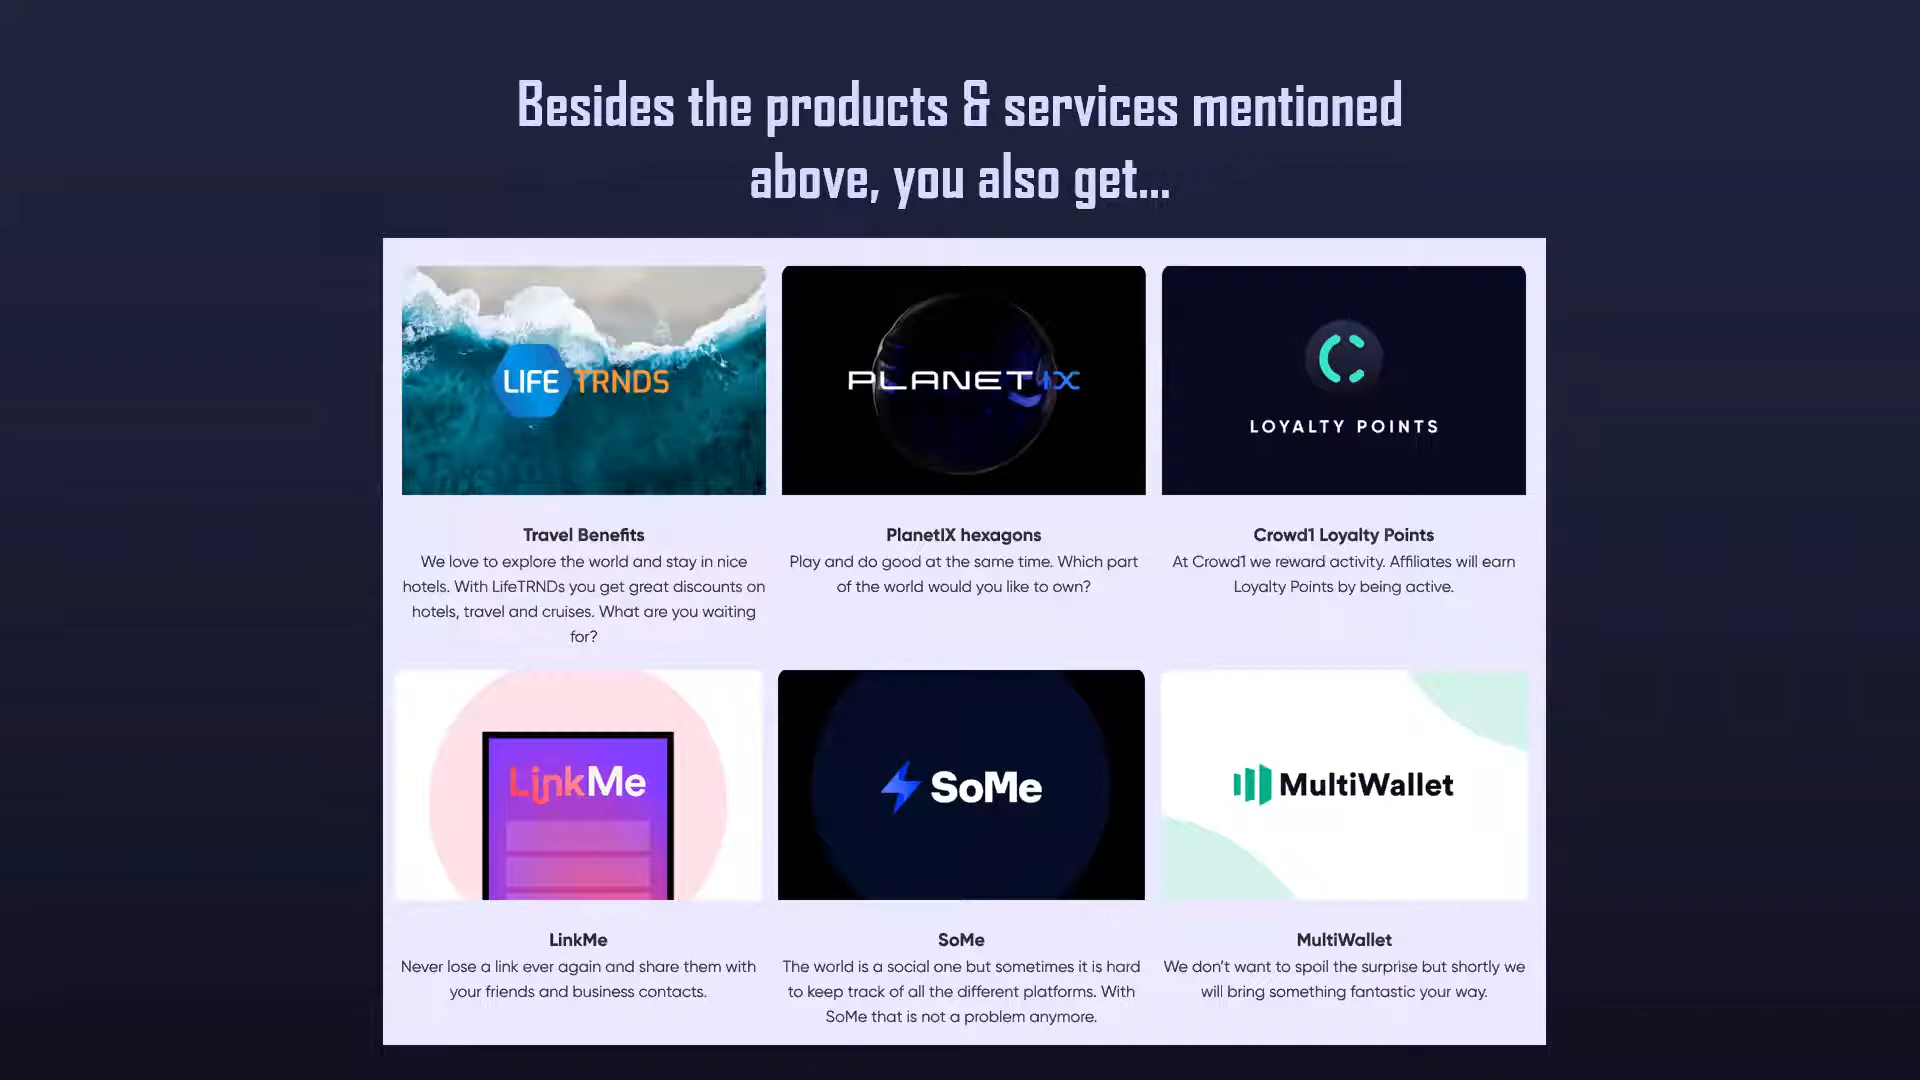 Besides the products & services mentioned
above, you also get...
LIFE TRNDS
PLANET IX
LOYALTY POINTS
Travel Benefits
We love to explore the world and stay in nice
hotels. With LifeTRNDs you get great discounts on
hotels, travel and cruises. What are you waiting
for?
PlanetIX hexagons
Play and do good at the same time. Which part
of the world would you like to own?
Crowd1 Loyalty Points
At Crowd1 we reward activity. Affiliates will earn
Loyalty Points by being active.
LinkMe
SoMe
MultiWallet
LinkMe
Never lose a link ever again and share them with
your friends and business contacts.
SoMe
The world is a social one but sometimes it is hard
to keep track of all the different platforms. With
SoMe that is not a problem anymore.
MultiWallet
We don’t want to spoil the surprise but shortly we
will bring something fantastic your way.